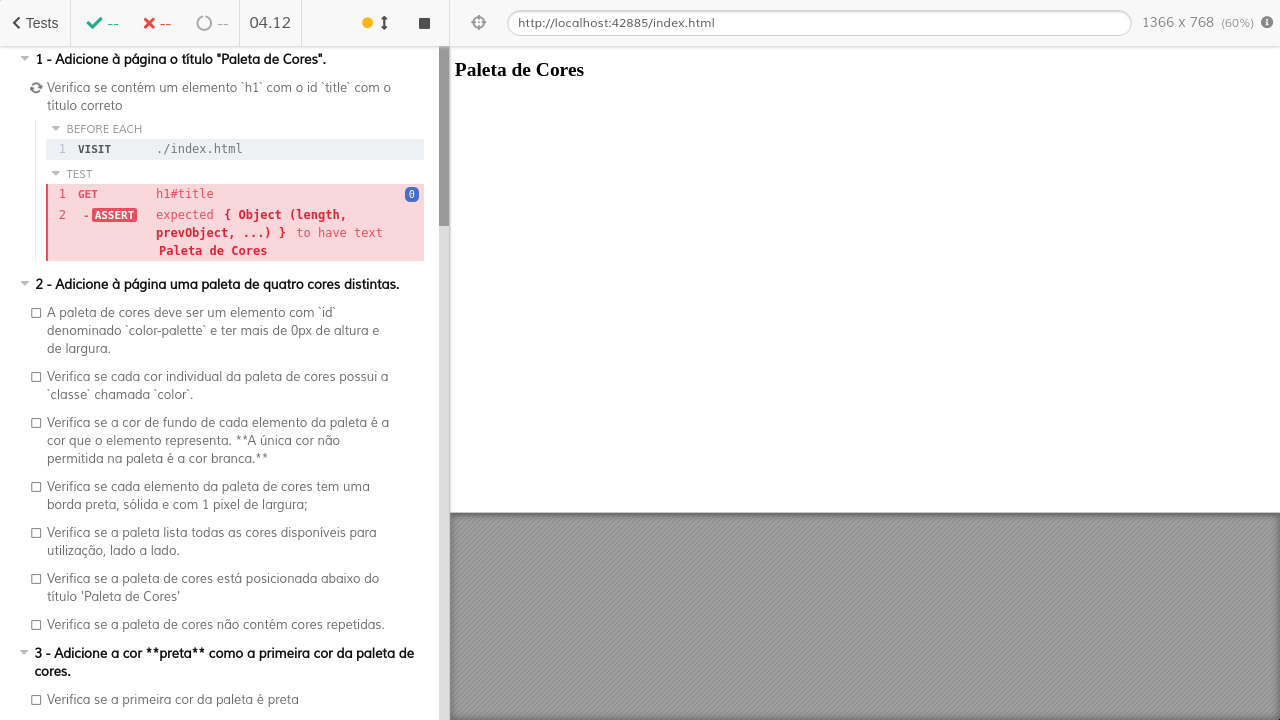 Tests
--
--
--
04.12
http://localhost:42885/index.html
1366 x 768 (60%)
1 - Adicione à página o título "Paleta de Cores".
Verifica se contém um elemento `h1` com o id `title` com o
título correto
BEFORE EACH
1 VISIT ./index.html
TEST
1 GET h1#title 0
2 -ASSERT expected { Object (length,
prevObject, ...) } to have text
Paleta de Cores
2 - Adicione à página uma paleta de quatro cores distintas.
A paleta de cores deve ser um elemento com `id`
denominado `color-palette` e ter mais de 0px de altura e
de largura.
Verifica se cada cor individual da paleta de cores possui a
`classe` chamada `color`.
Verifica se a cor de fundo de cada elemento da paleta é a
cor que o elemento representa. **A única cor não
permitida na paleta é a cor branca.**
Verifica se cada elemento da paleta de cores tem uma
borda preta, sólida e com 1 pixel de largura;
Verifica se a paleta lista todas as cores disponíveis para
utilização, lado a lado.
Verifica se a paleta de cores está posicionada abaixo do
título 'Paleta de Cores'
Verifica se a paleta de cores não contém cores repetidas.
3 - Adicione a cor **preta** como a primeira cor da paleta de
cores.
Verifica se a primeira cor da paleta é preta
Paleta de Cores